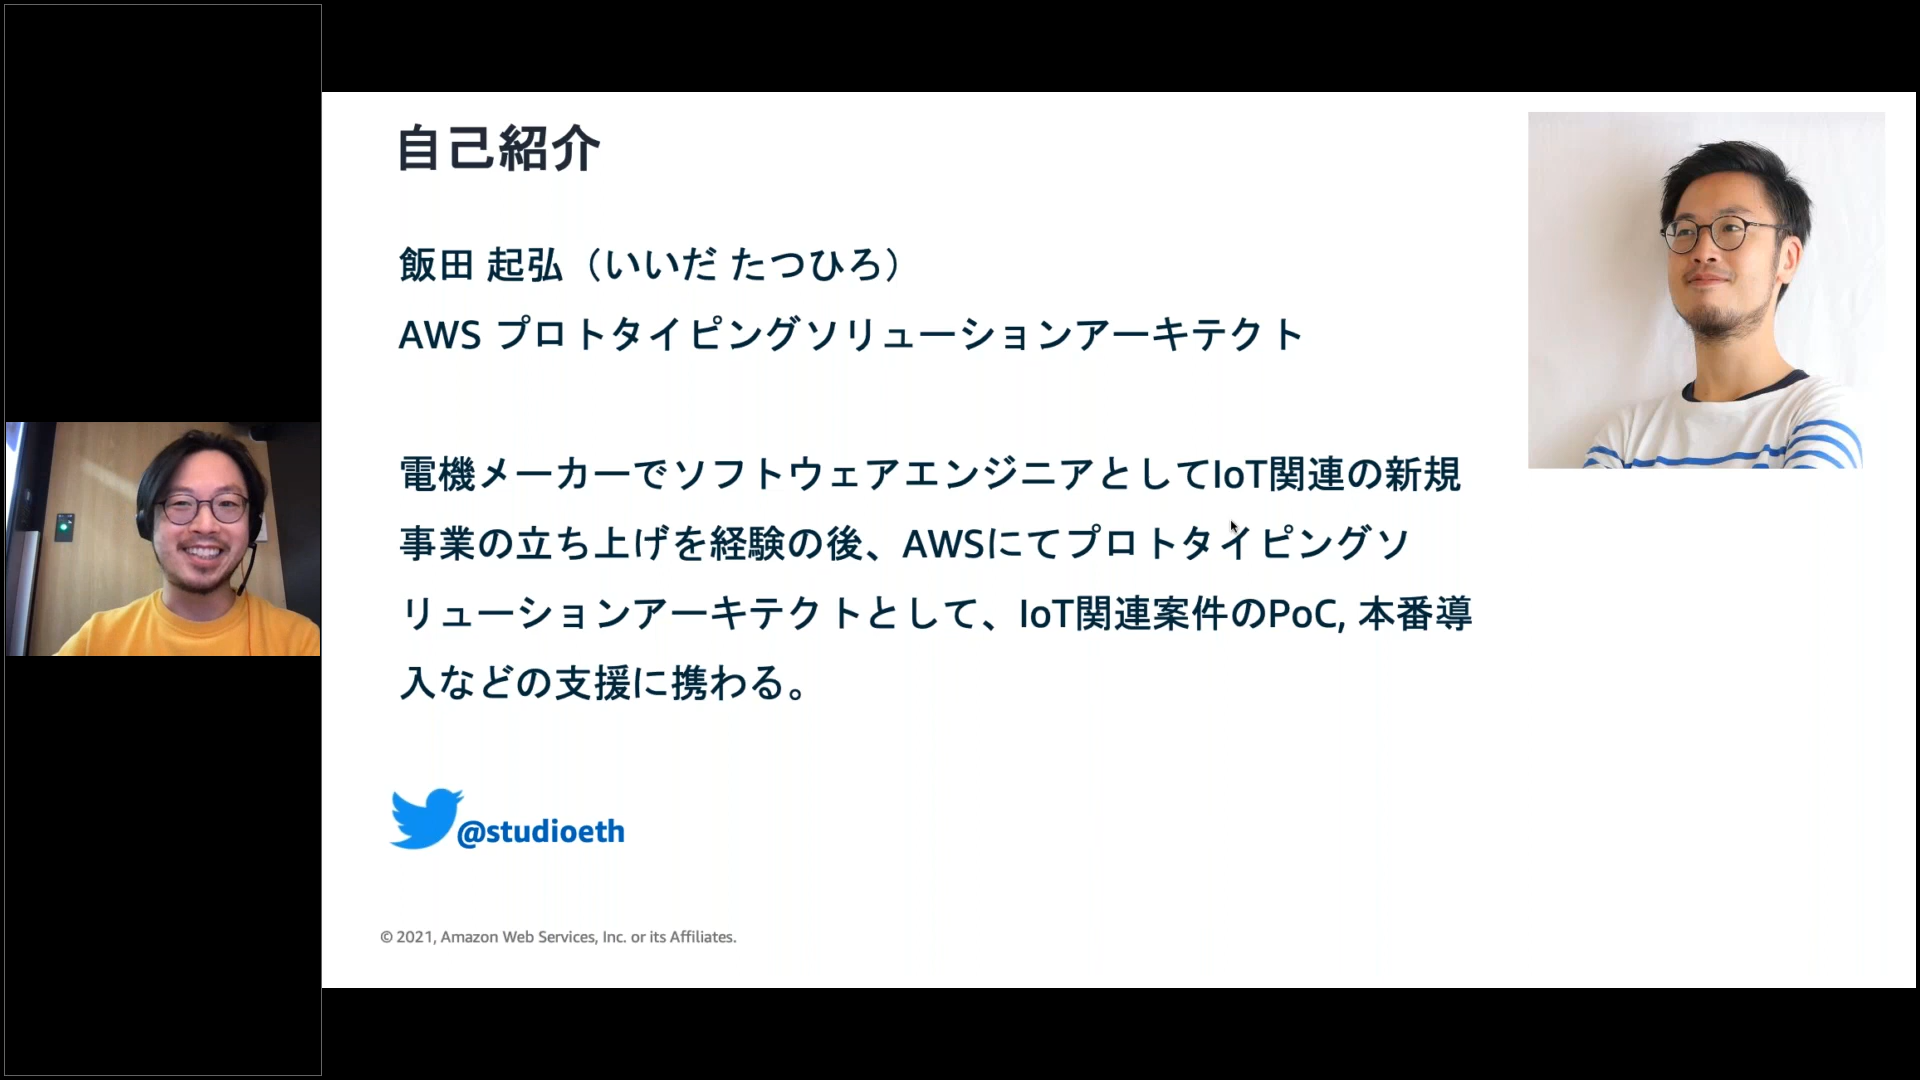 自己紹介
飯田 起弘（いいだ たつひろ）
AWS プロトタイピングソリューションアーキテクト
電機メーカーでソフトウェアエンジニアとしてIoT関連の新規
事業の立ち上げを経験の後、AWSにてプロトタイピングソ
リューションアーキテクトとして、IoT関連案件のPoC, 本番導
入などの支援に携わる。
@studioeth
© 2021, Amazon Web Services, Inc. or its Affiliates.